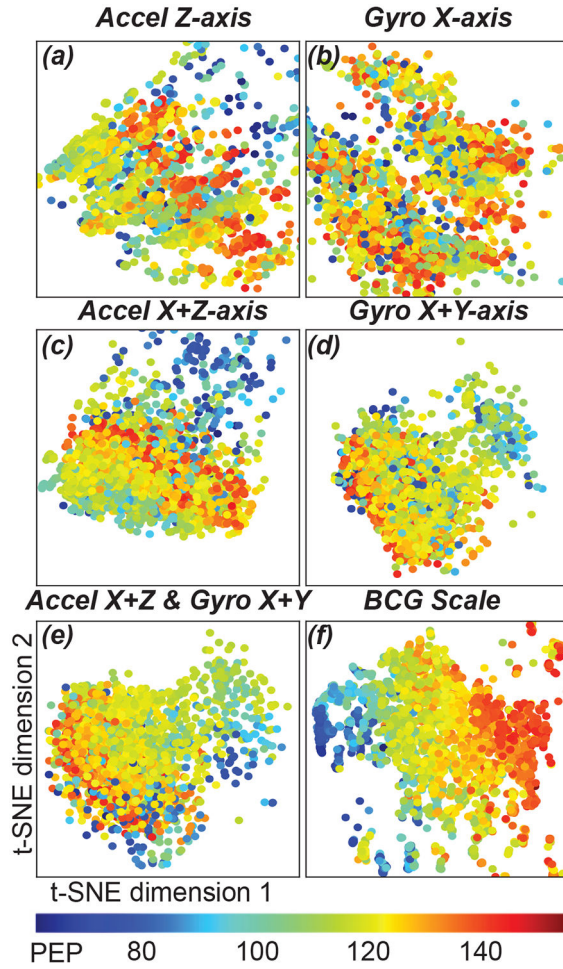 Accel Z-axis
Gyro X-axis
(a)
(b)
Accel X+Z-axis
Gyro X+Y-axis
(c)
(d)
Accel X+Z & Gyro X+Y
BCG Scale
(e)
(f)
t-SNE dimension 2
t-SNE dimension 1
PEP 80 100 120 140